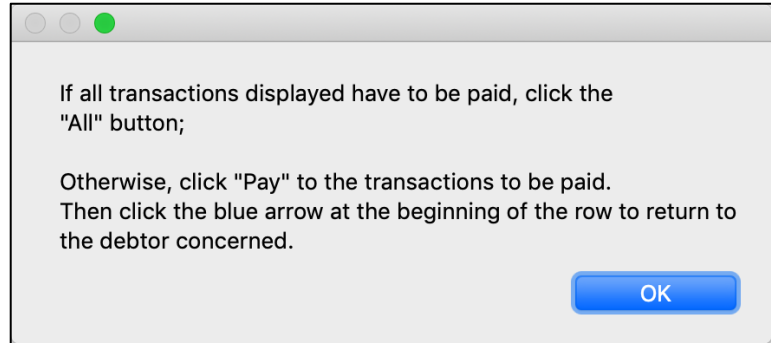 If all transactions displayed have to be paid, click the
"All" button;
Otherwise, click "Pay" to the transactions to be paid.
Then click the blue arrow at the beginning of the row to return to
the debtor concerned.
OK